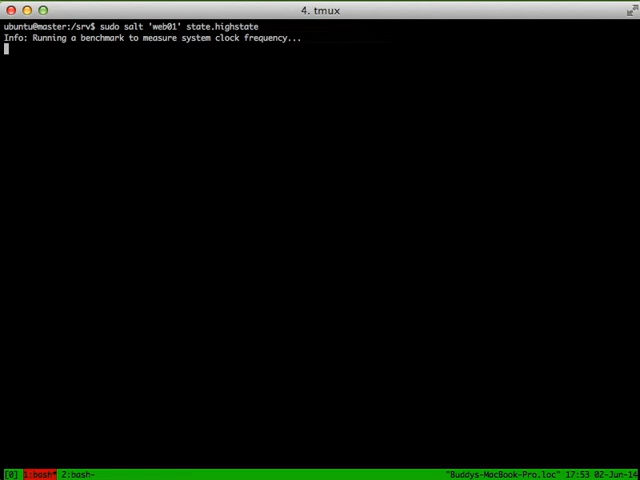 4. tmux
ubuntu@master:/srv$ sudo salt 'web01' state.highstate
Info: Running a benchmark to measure system clock frequency...
[0] 1:bash* 2:bash- "Buddys-MacBook-Pro.loc" 17:53 02-Jun-14